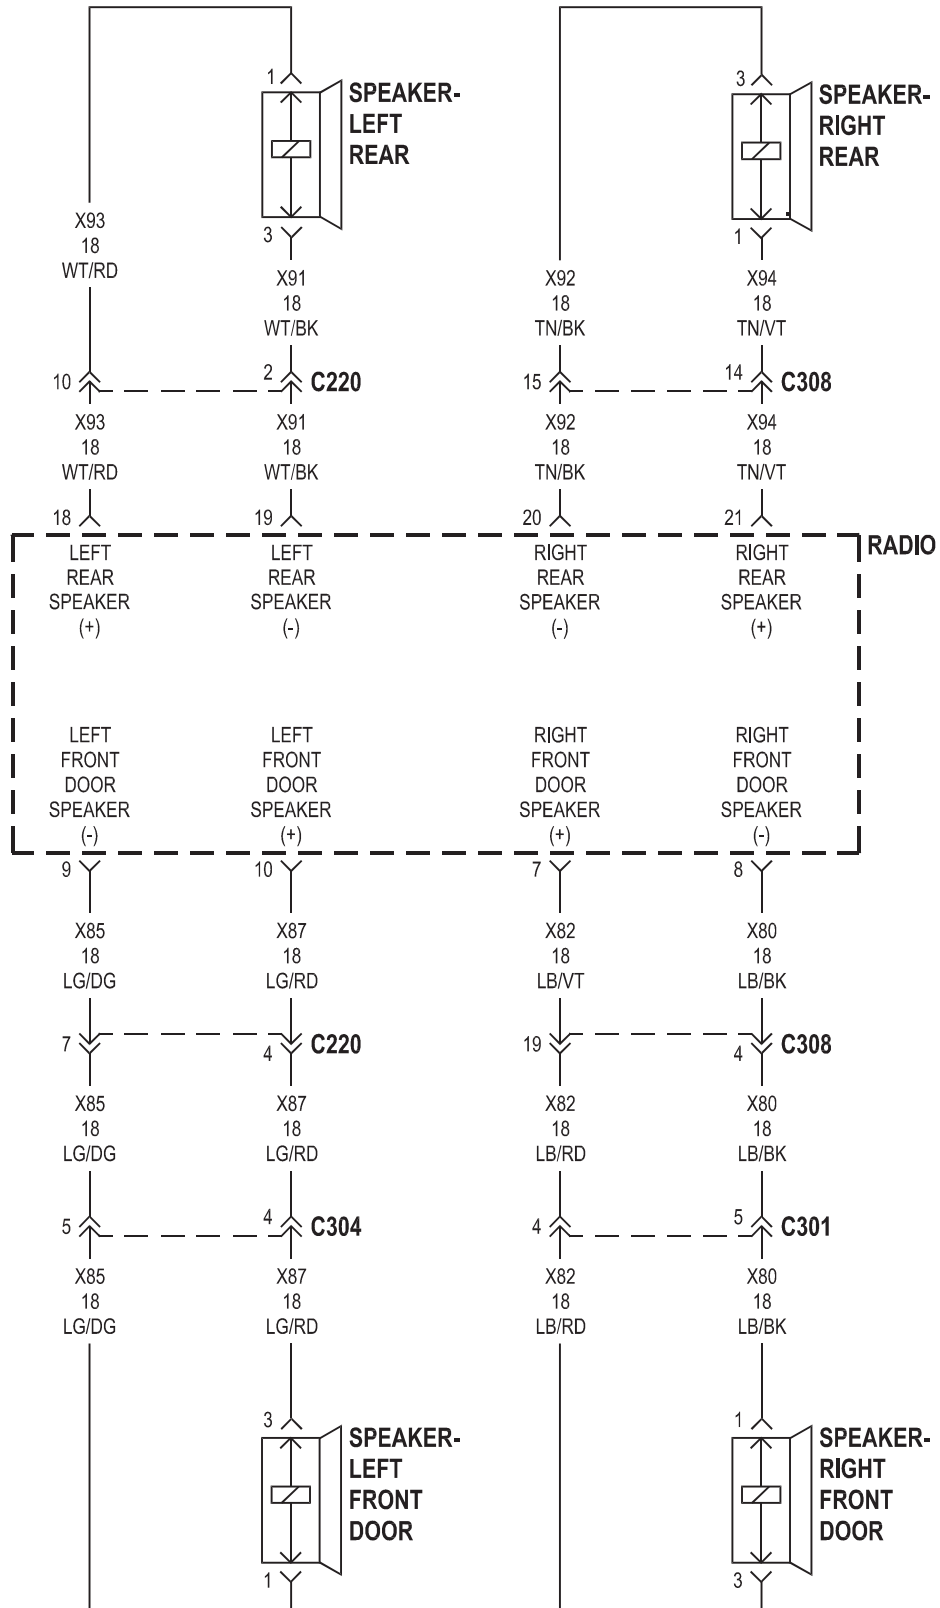 1
SPEAKER-
LEFT
REAR
3
SPEAKER-
RIGHT
REAR
3
1
X93
18
WT/RD
X91
18
WT/BK
X92
18
TN/BK
X94
18
TN/VT
10
2
C220
15
14
C308
X93
18
WT/RD
X91
18
WT/BK
X92
18
TN/BK
X94
18
TN/VT
18
19
20
21
RADIO
LEFT
REAR
SPEAKER
(+)
LEFT
REAR
SPEAKER
(-)
RIGHT
REAR
SPEAKER
(-)
RIGHT
REAR
SPEAKER
(+)
LEFT
FRONT
DOOR
SPEAKER
(-)
LEFT
FRONT
DOOR
SPEAKER
(+)
RIGHT
FRONT
DOOR
SPEAKER
(+)
RIGHT
FRONT
DOOR
SPEAKER
(-)
9
10
7
8
X85
18
LG/DG
X87
18
LG/RD
X82
18
LB/VT
X80
18
LB/BK
7
4
C220
19
4
C308
X85
18
LG/DG
X87
18
LG/RD
X82
18
LB/RD
X80
18
LB/BK
5
4
C304
4
5
C301
X85
18
LG/DG
X87
18
LG/RD
X82
18
LB/RD
X80
18
LB/BK
3
SPEAKER-
LEFT
FRONT
DOOR
1
1
SPEAKER-
RIGHT
FRONT
DOOR
3